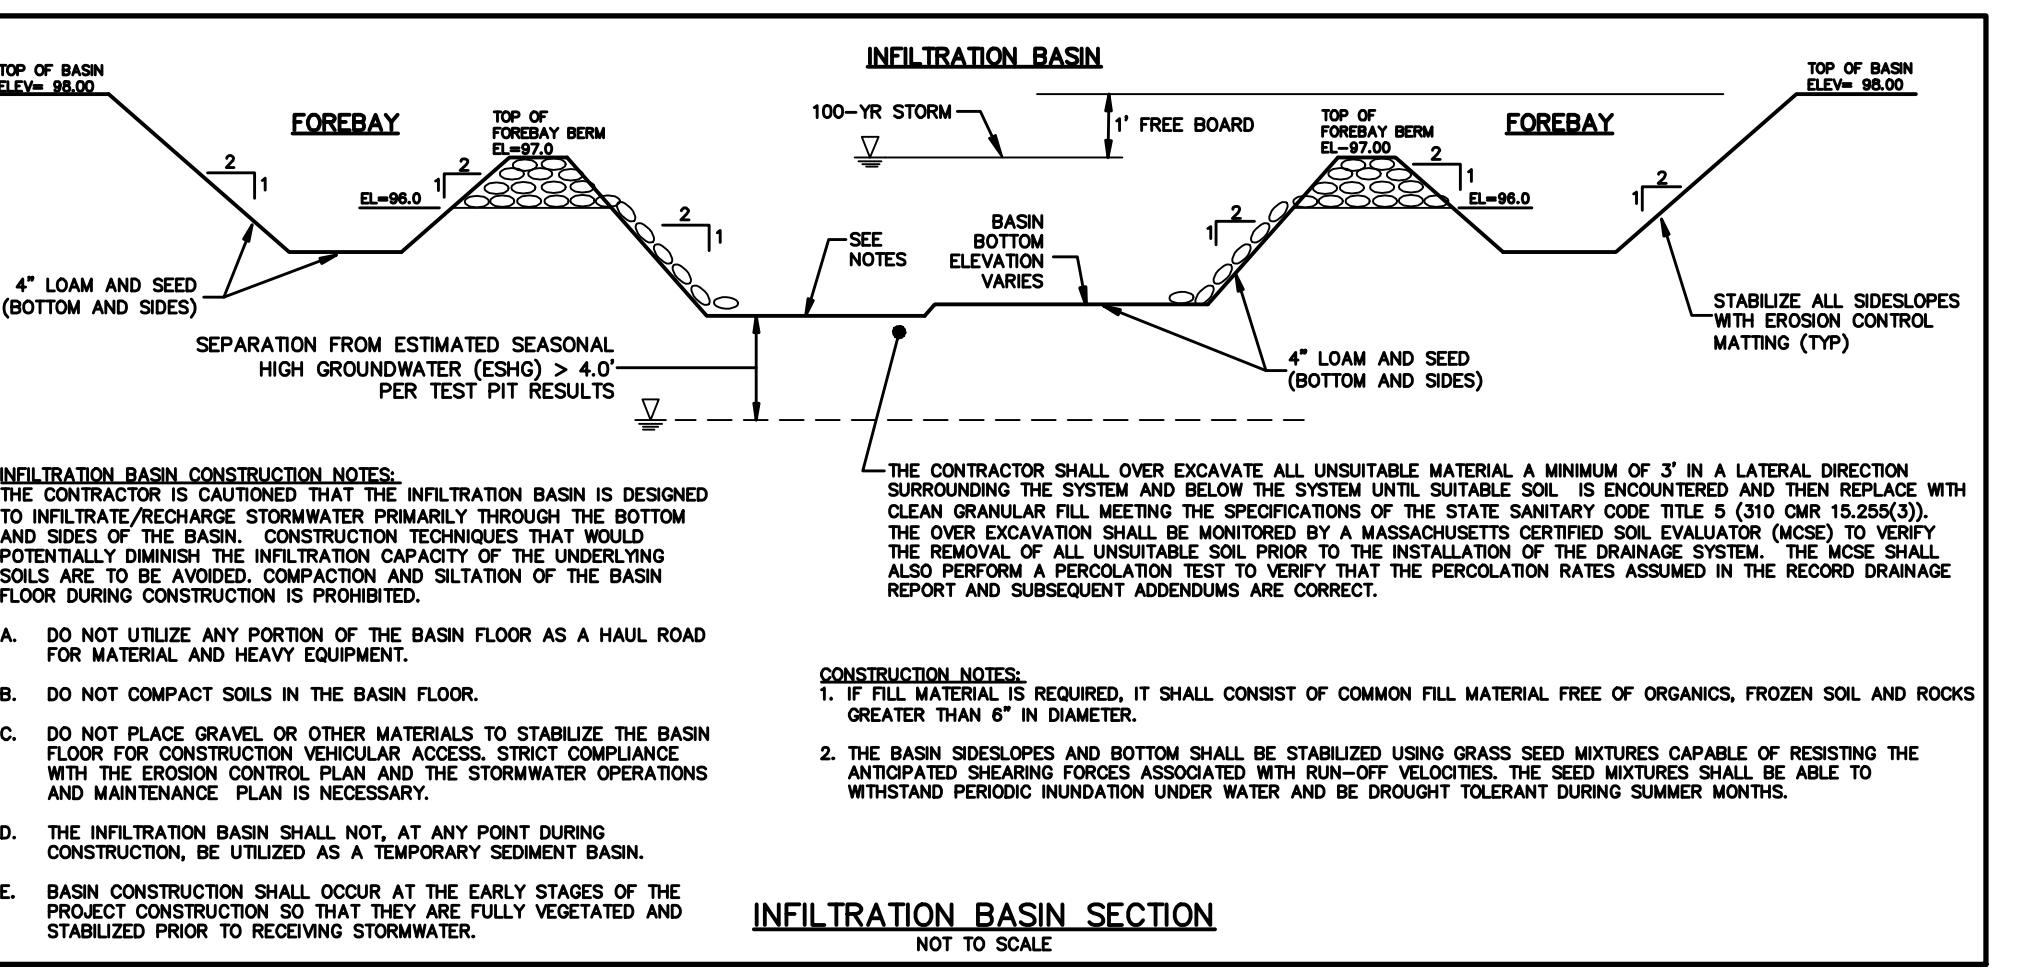 INFILTRATION BASIN
TOP OF BASIN
ELEV= 98.00
FOREBAY
TOP OF
FOREBAY BERM
EL=97.0
100-YR STORM
1' FREE BOARD
TOP OF
FOREBAY BERM
EL-97.00
FOREBAY
TOP OF BASIN
ELEV= 98.00
2
1
2
1
EL=96.0
2
1
2
1
2
1
EL=96.0
2
1
SEE
NOTES
BASIN
BOTTOM
ELEVATION
VARIES
4" LOAM AND SEED
(BOTTOM AND SIDES)
STABILIZE ALL SIDESLOPES
WITH EROSION CONTROL
MATTING (TYP)
SEPARATION FROM ESTIMATED SEASONAL
HIGH GROUNDWATER (ESHG) > 4.0'
PER TEST PIT RESULTS
4" LOAM AND SEED
(BOTTOM AND SIDES)
INFILTRATION BASIN CONSTRUCTION NOTES:
THE CONTRACTOR IS CAUTIONED THAT THE INFILTRATION BASIN IS DESIGNED
TO INFILTRATE/RECHARGE STORMWATER PRIMARILY THROUGH THE BOTTOM
AND SIDES OF THE BASIN. CONSTRUCTION TECHNIQUES THAT WOULD
POTENTIALLY DIMINISH THE INFILTRATION CAPACITY OF THE UNDERLYING
SOILS ARE TO BE AVOIDED. COMPACTION AND SILTATION OF THE BASIN
FLOOR DURING CONSTRUCTION IS PROHIBITED.
A. DO NOT UTILIZE ANY PORTION OF THE BASIN FLOOR AS A HAUL ROAD
FOR MATERIAL AND HEAVY EQUIPMENT.
B. DO NOT COMPACT SOILS IN THE BASIN FLOOR.
C. DO NOT PLACE GRAVEL OR OTHER MATERIALS TO STABILIZE THE BASIN
FLOOR FOR CONSTRUCTION VEHICULAR ACCESS. STRICT COMPLIANCE
WITH THE EROSION CONTROL PLAN AND THE STORMWATER OPERATIONS
AND MAINTENANCE PLAN IS NECESSARY.
D. THE INFILTRATION BASIN SHALL NOT, AT ANY POINT DURING
CONSTRUCTION, BE UTILIZED AS A TEMPORARY SEDIMENT BASIN.
E. BASIN CONSTRUCTION SHALL OCCUR AT THE EARLY STAGES OF THE
PROJECT CONSTRUCTION SO THAT THEY ARE FULLY VEGETATED AND
STABILIZED PRIOR TO RECEIVING STORMWATER.
THE CONTRACTOR SHALL OVER EXCAVATE ALL UNSUITABLE MATERIAL A MINIMUM OF 3' IN A LATERAL DIRECTION
SURROUNDING THE SYSTEM AND BELOW THE SYSTEM UNTIL SUITABLE SOIL IS ENCOUNTERED AND THEN REPLACE WITH
CLEAN GRANULAR FILL MEETING THE SPECIFICATIONS OF THE STATE SANITARY CODE TITLE 5 (310 CMR 15.255(3)).
THE OVER EXCAVATION SHALL BE MONITORED BY A MASSACHUSETTS CERTIFIED SOIL EVALUATOR (MCSE) TO VERIFY
THE REMOVAL OF ALL UNSUITABLE SOIL PRIOR TO THE INSTALLATION OF THE DRAINAGE SYSTEM. THE MCSE SHALL
ALSO PERFORM A PERCOLATION TEST TO VERIFY THAT THE PERCOLATION RATES ASSUMED IN THE RECORD DRAINAGE
REPORT AND SUBSEQUENT ADDENDUMS ARE CORRECT.
CONSTRUCTION NOTES:
1. IF FILL MATERIAL IS REQUIRED, IT SHALL CONSIST OF COMMON FILL MATERIAL FREE OF ORGANICS, FROZEN SOIL AND ROCKS
GREATER THAN 6" IN DIAMETER.
2. THE BASIN SIDESLOPES AND BOTTOM SHALL BE STABILIZED USING GRASS SEED MIXTURES CAPABLE OF RESISTING THE
ANTICIPATED SHEARING FORCES ASSOCIATED WITH RUN-OFF VELOCITIES. THE SEED MIXTURES SHALL BE ABLE TO
WITHSTAND PERIODIC INUNDATION UNDER WATER AND BE DROUGHT TOLERANT DURING SUMMER MONTHS.
INFILTRATION BASIN SECTION
NOT TO SCALE